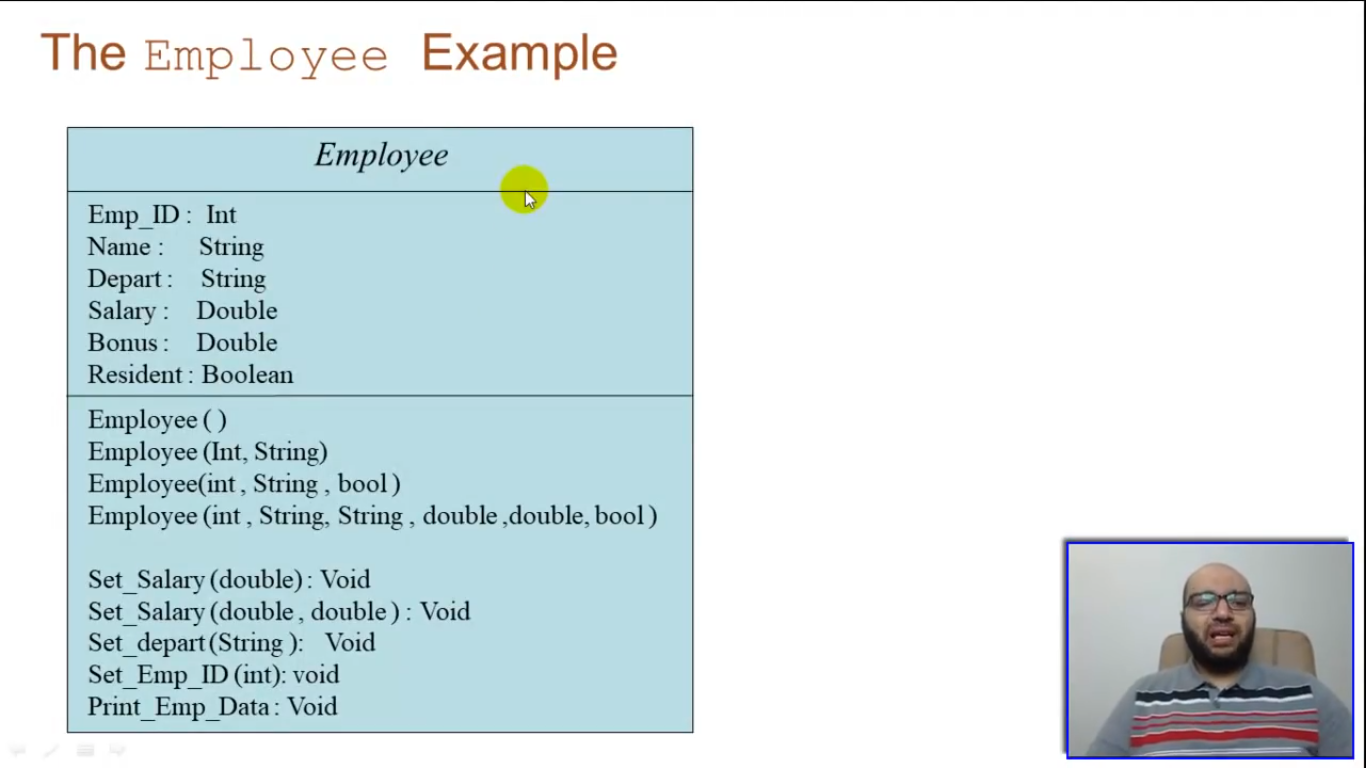 The Employee Example
Employee
Emp_ID : Int
Name : String
Depart : String
Salary : Double
Bonus : Double
Resident : Boolean
Employee ( )
Employee (Int, String)
Employee(int , String , bool )
Employee (int , String, String , double ,double, bool )
Set_Salary (double) : Void
Set_Salary (double , double ) : Void
Set_depart (String ): Void
Set_Emp_ID (int): void
Print_Emp_Data : Void